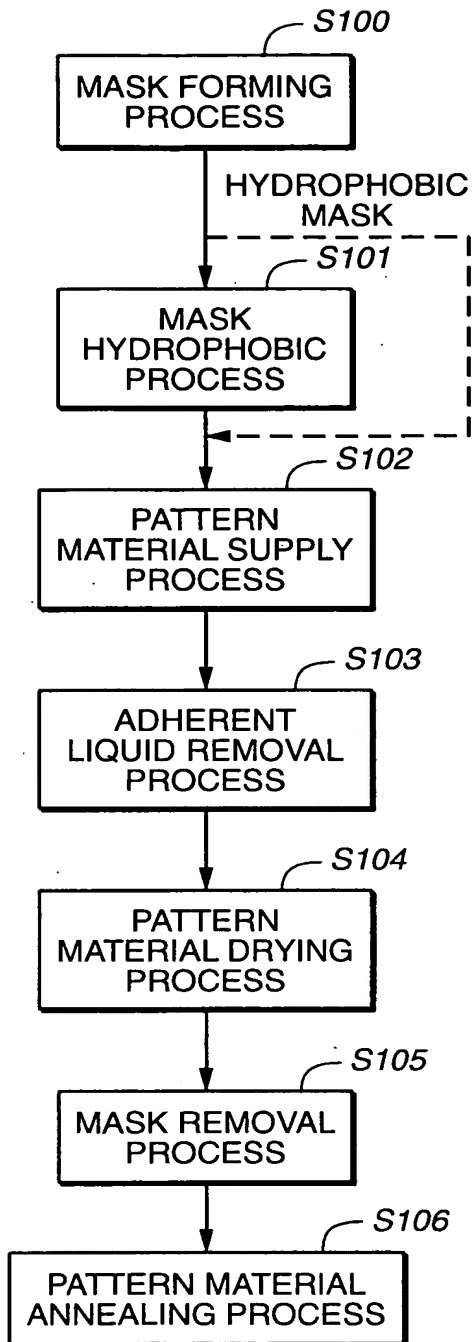 S100
MASK FORMING
PROCESS
HYDROPHOBIC
MASK
S101
MASK
HYDROPHOBIC
PROCESS
S102
PATTERN
MATERIAL SUPPLY
PROCESS
S103
ADHERENT
LIQUID REMOVAL
PROCESS
S104
PATTERN
MATERIAL DRYING
PROCESS
S105
MASK REMOVAL
PROCESS
S106
PATTERN MATERIAL
ANNEALING PROCESS